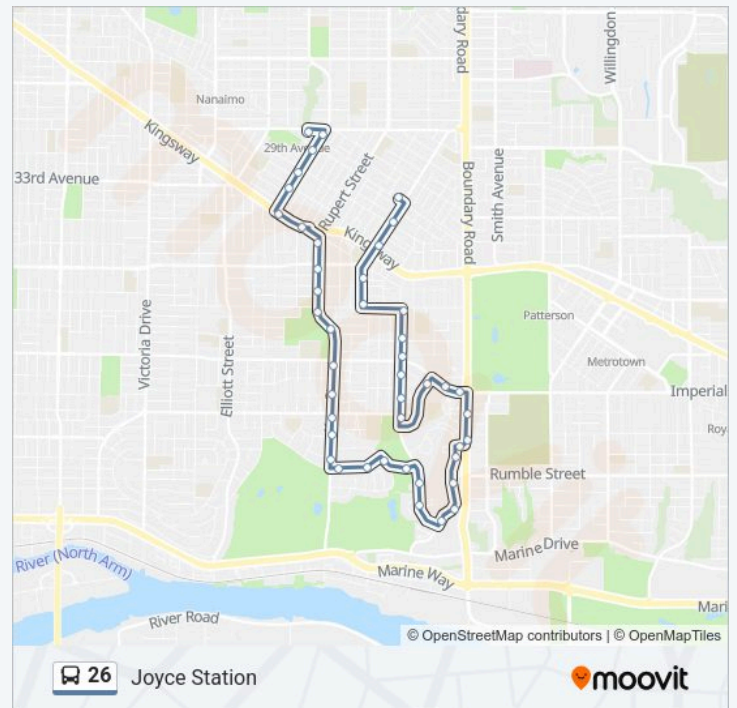 dary Road
Willingdon
Nanaimo
Kingsway
29th Avenue
33rd Avenue
Rupert Street
Boundary Road
Smith Avenue
Kingsway
Patterson
Victoria Drive
Elliott Street
Metrotown
Imperial
Roy
Rumble Street
Marine Drive
River (North Arm)
Marine Way
Mari
River Road
© OpenStreetMap contributors | © OpenMapTiles
26 Joyce Station
moovit